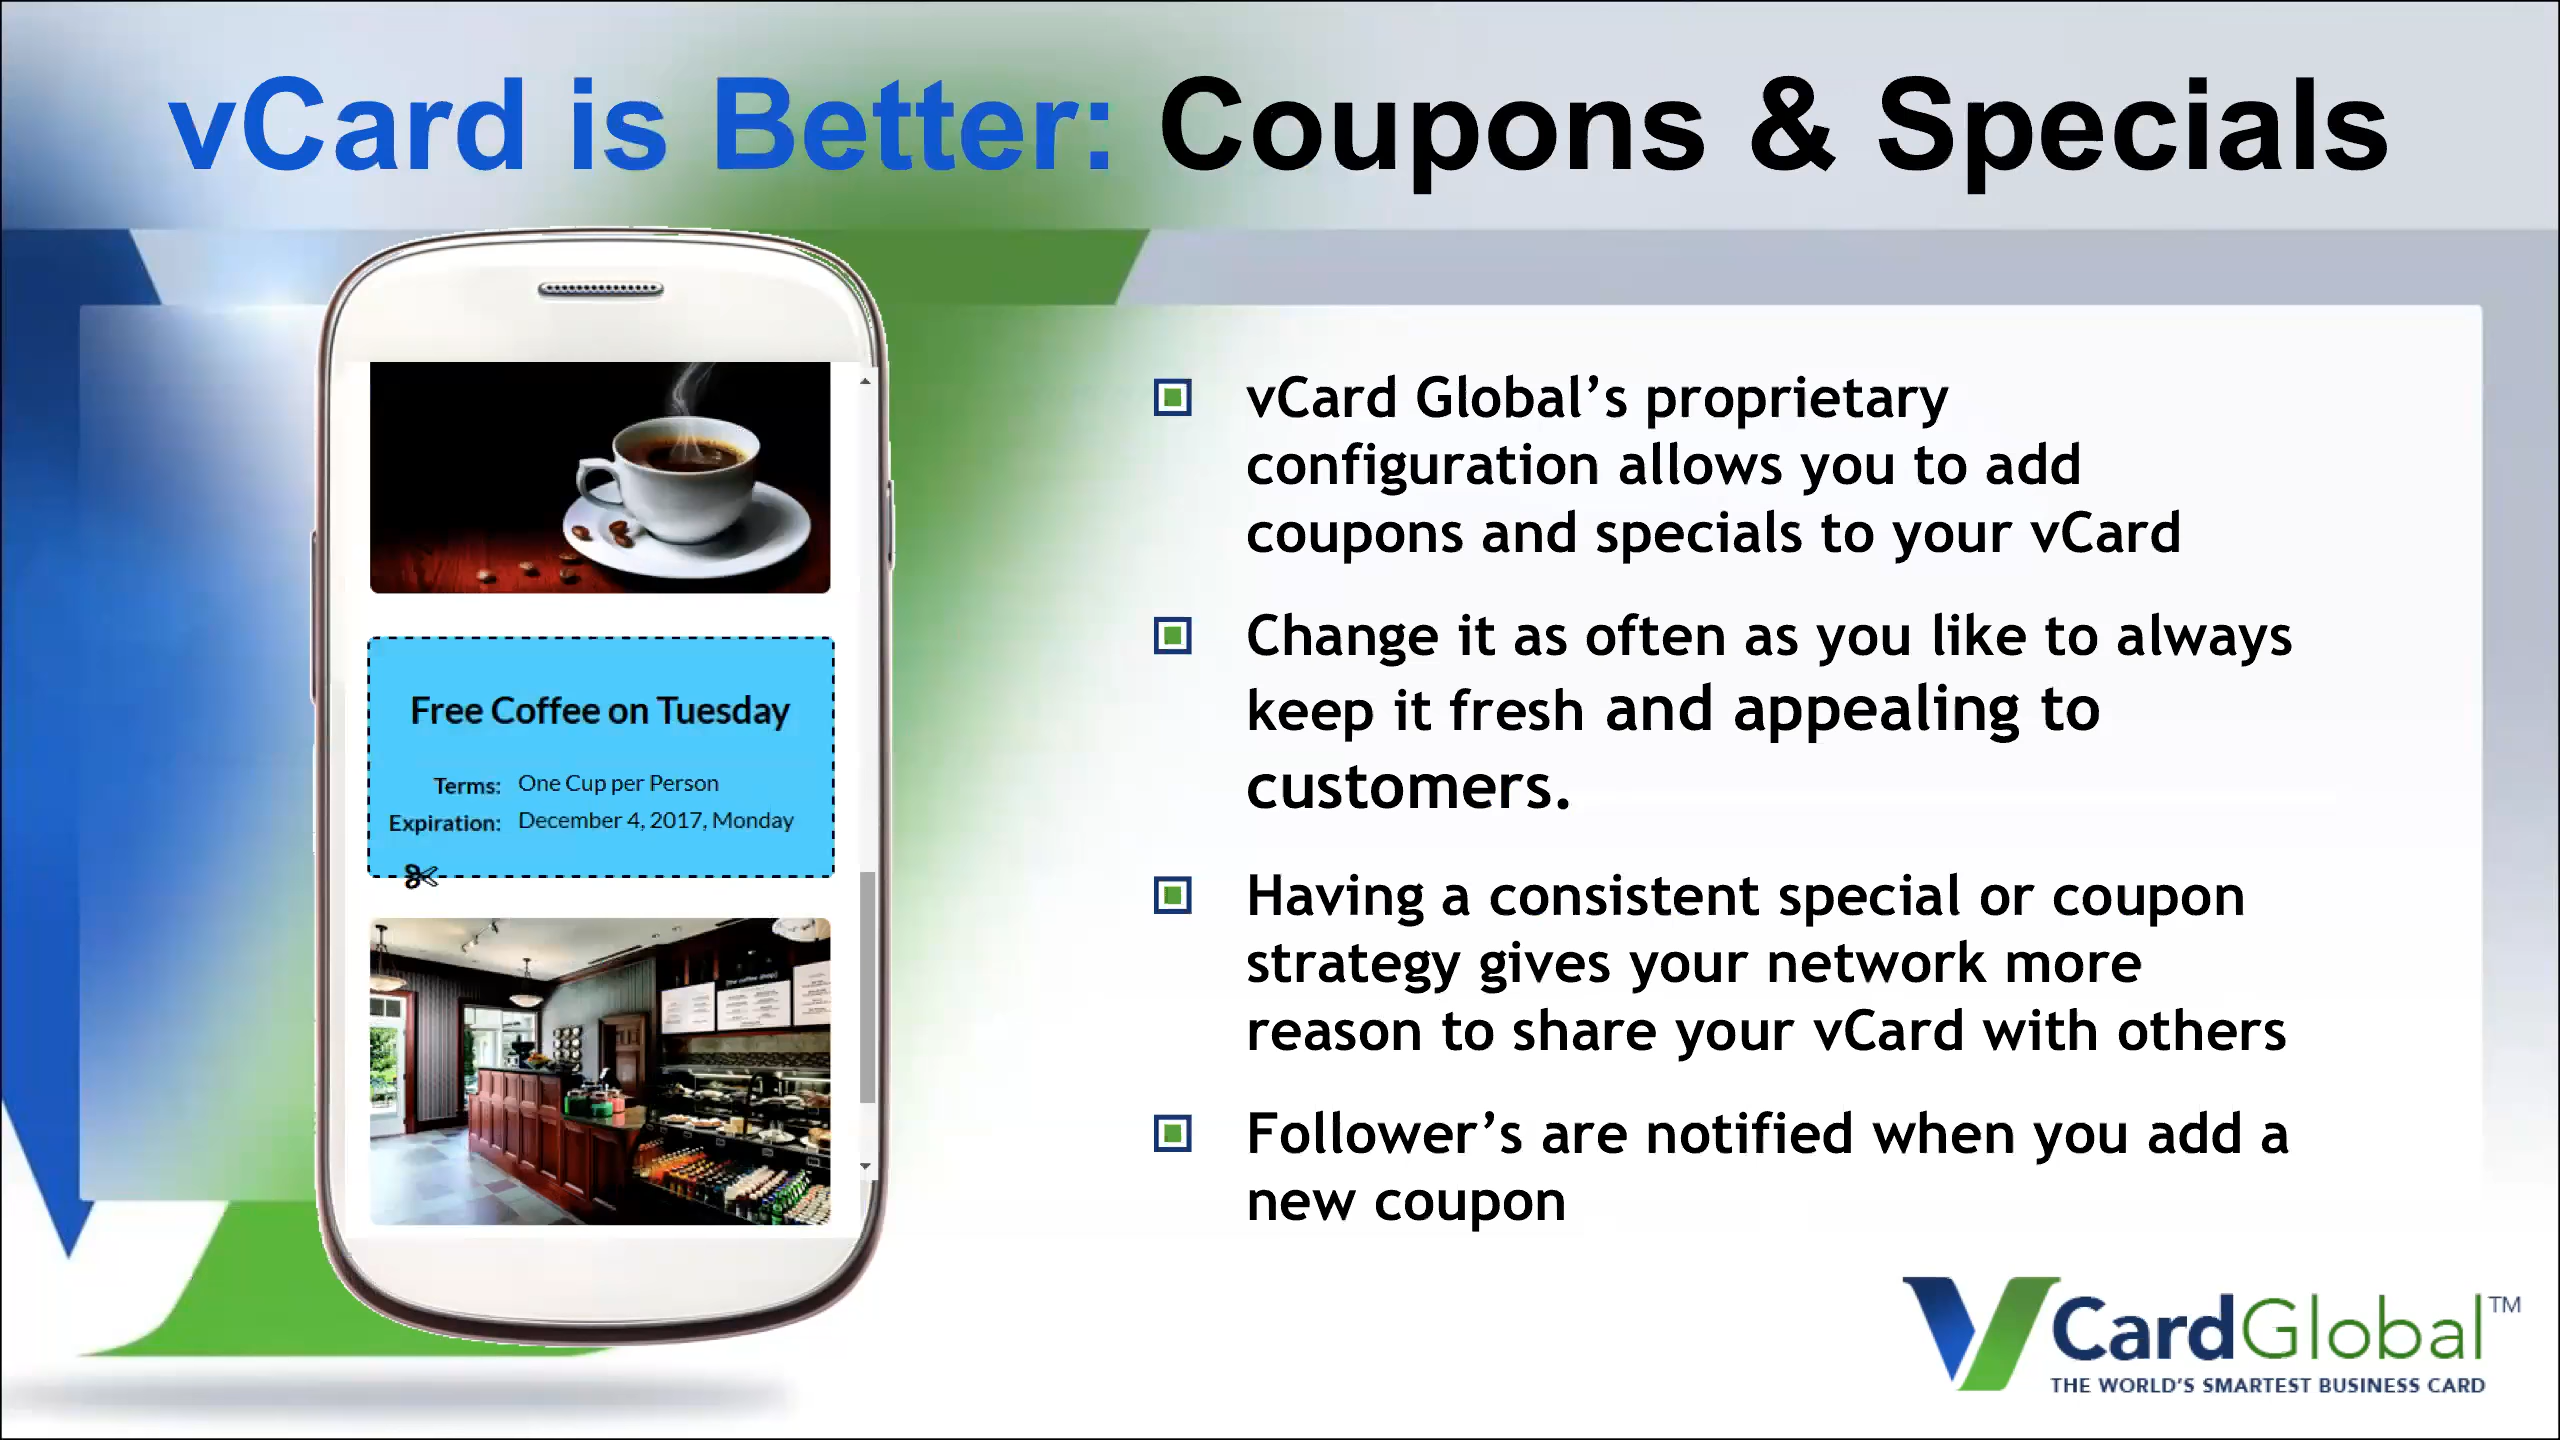 vCard is Better: Coupons & Specials
Free Coffee on Tuesday
Terms: One Cup per Person
Expiration: December 4, 2017, Monday
vCard Global’s proprietary
configuration allows you to add
coupons and specials to your vCard
Change it as often as you like to always
keep it fresh and appealing to
customers.
Having a consistent special or coupon
strategy gives your network more
reason to share your vCard with others
Follower’s are notified when you add a
new coupon
VCardGlobal™
THE WORLD'S SMARTEST BUSINESS CARD